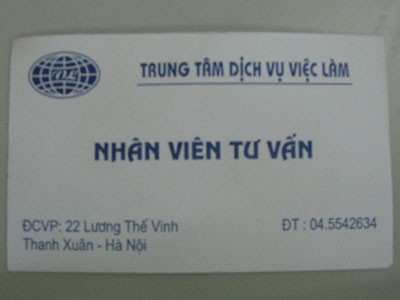 TRUNG TÂM DỊCH VỤ VIỆC LÀM
NHÂN VIÊN TƯ VẤN
ĐCVP: 22 Lương Thế Vinh
Thanh Xuân - Hà Nội
ĐT : 04.5542634